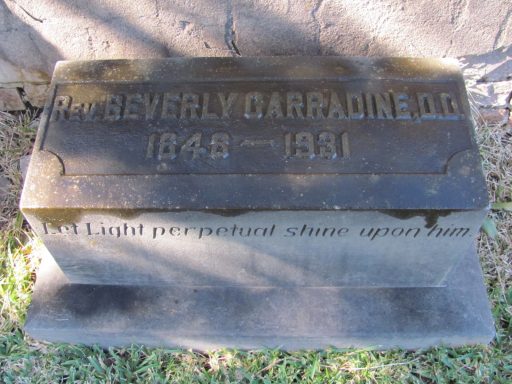 Rev. BEVERLY CARRADINE, D.D.
1848 – 1931
Let Light perpetual shine upon him